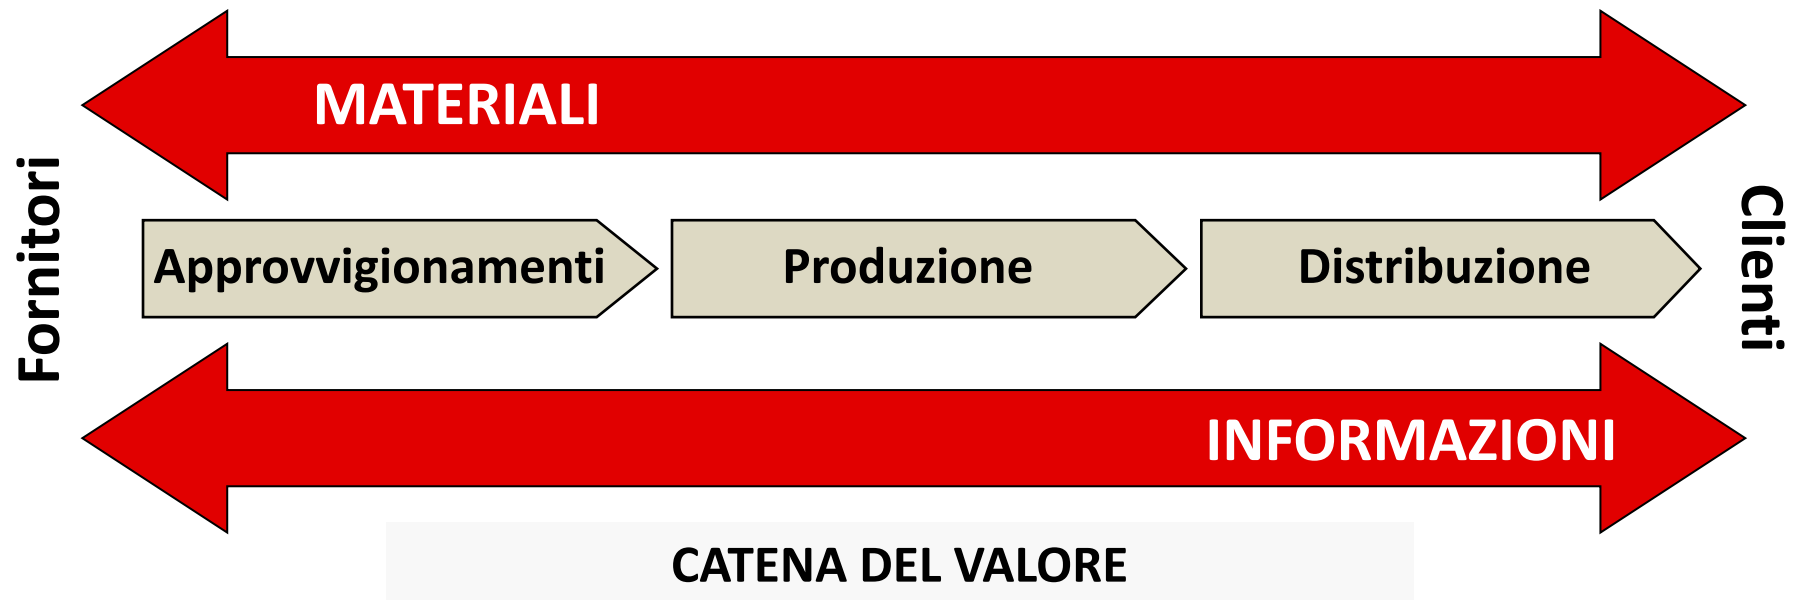 MATERIALI
Fornitori
Approvvigionamenti
Produzione
Distribuzione
Clienti
INFORMAZIONI
CATENA DEL VALORE